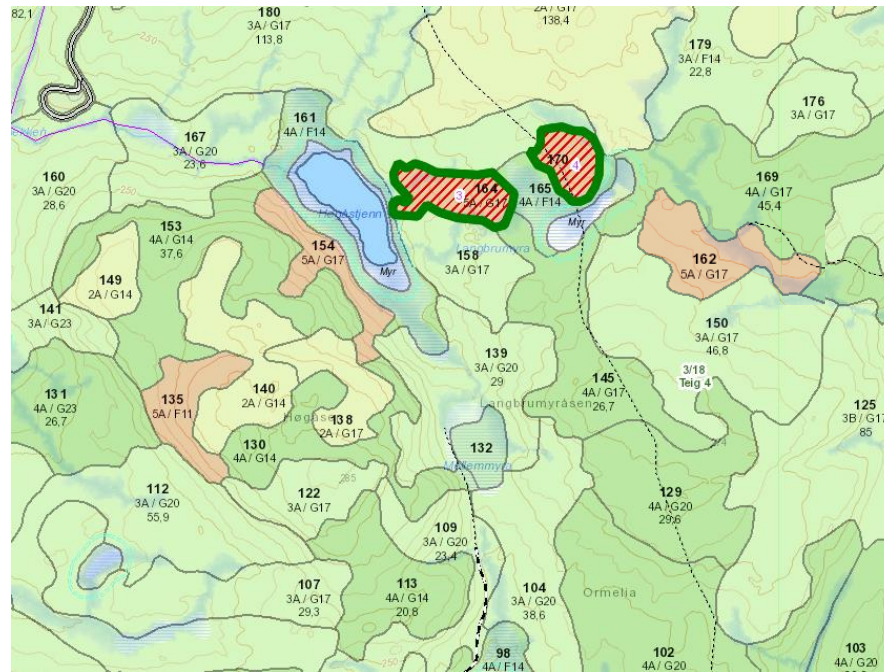 180
3A / G17
113,8
82,1
250
2A / G17
138,4
179
3A / F14
22,8
176
3A / G17
161
4A / F14
167
3A / G20
23,6
160
3A / G20
28,6
153
4A / G14
37,6
149
2A / G14
141
3A / G23
131
4A / G23
26,7
154
5A / G17
Myr
3
164
5A / G17
165
4A / F14
170
4
Myr
Langbrumyra
158
3A / G17
169
4A / G17
45,4
162
5A / G17
150
3A / G17
46,8
3/18
Teig 4
139
3A / G20
29
145
4A / G17
26,7
Langbrumyråsen
125
3B / G17
85
135
5A / F11
140
2A / G14
138
2A / G17
130
4A / G14
132
285
112
3A / G20
55,9
122
3A / G17
109
3A / G20
23,4
129
4A / G20
29,6
107
3A / G17
29,3
113
4A / G14
20,8
104
3A / G20
38,6
Ormelia
98
4A / F14
102
4A / G20
103
4A / G20